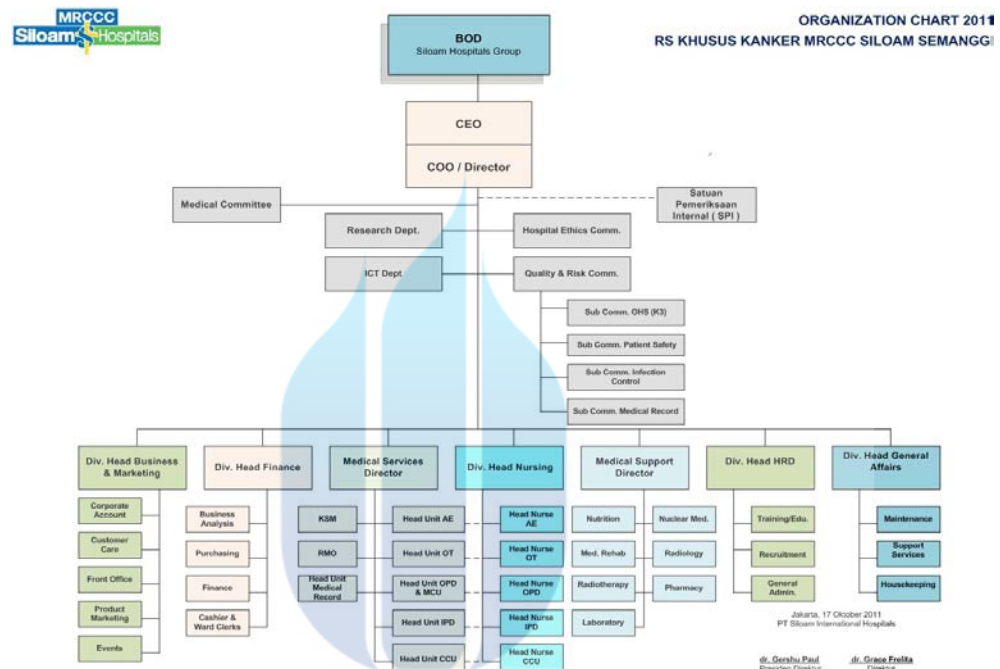 MRCCC
Siloam Hospitals
ORGANIZATION CHART 2011
RS KHUSUS KANKER MRCCC SILOAM SEMANGGI
BOD
Siloam Hospitals Group
CEO
COO / Director
Medical Committee
Satuan
Pemeriksaan
Internal ( SPI )
Research Dept.
Hospital Ethics Comm.
ICT Dept
Quality & Risk Comm.
Sub Comm. OHS (K3)
Sub Comm. Patient Safety
Sub Comm. Infection
Control
Sub Comm. Medical Record
Div. Head Business
& Marketing
Div. Head Finance
Medical Services
Director
Div. Head Nursing
Medical Support
Director
Div. Head HRD
Div. Head General
Affairs
Corporate
Account
Customer
Care
Front Office
Product
Marketing
Events
Business
Analysis
Purchasing
Finance
Cashier &
Ward Clerks
KSM
RMO
Head Unit
Medical
Record
Head Unit AE
Head Unit OT
Head Unit OPD
& MCU
Head Unit IPD
Head Unit CCU
Head Nurse
AE
Head Nurse
OT
Head Nurse
OPD
Head Nurse
IPD
Head Nurse
CCU
Nutrition
Med. Rehab
Radiotherapy
Laboratory
Nuclear Med.
Radiology
Pharmacy
Training/Edu.
Recruitment
General
Admin.
Maintenance
Support
Services
Housekeeping
Jakarta, 17 Oktober 2011
PT Siloam International Hospitals
dr. Gershu Paul
Presiden Direktur
dr. Grace Frelita
Direktur